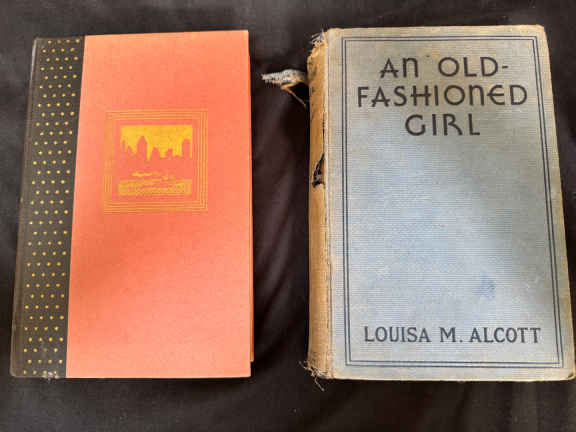 AN OLD-
FASHIONED
GIRL
LOUISA M. ALCOTT